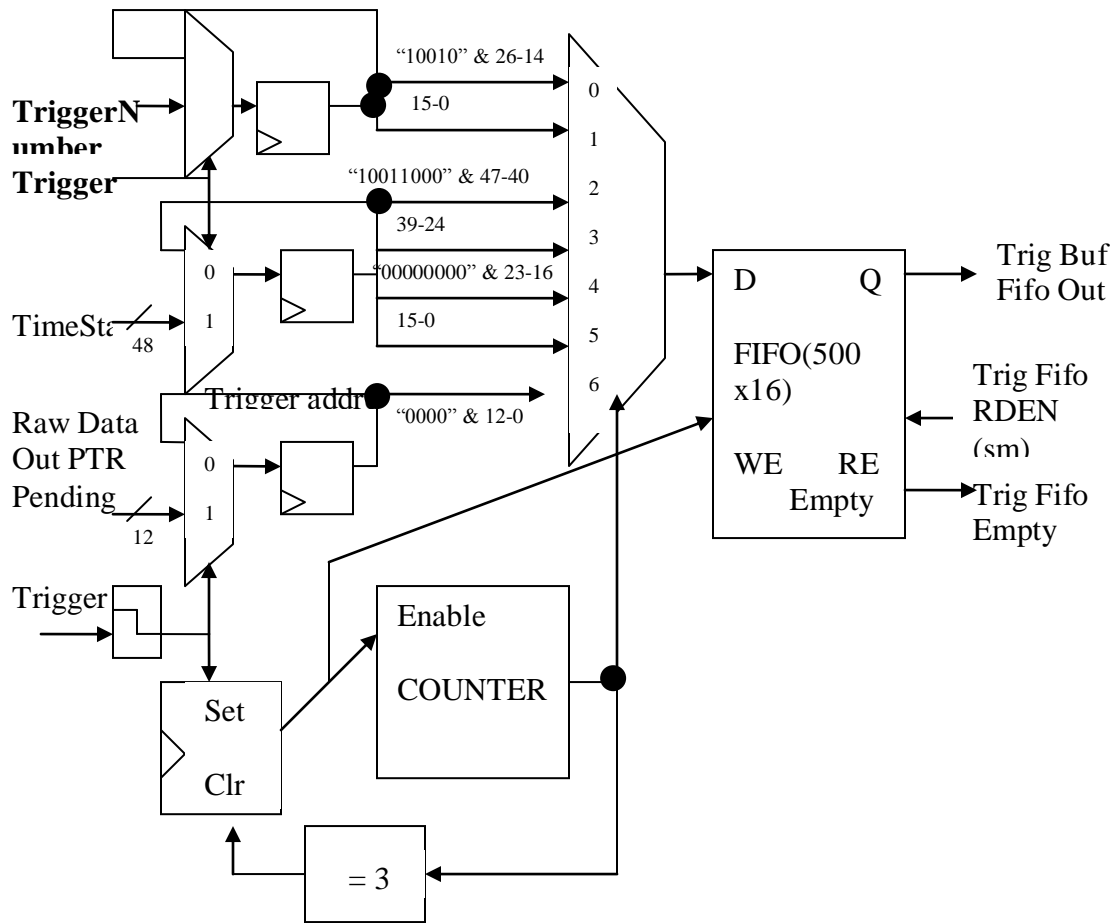 “10010” & 26-14
15-0
TriggerN
umber
Trigger
“10011000” & 47-40
39-24
“00000000” & 23-16
15-0
0
1
2
3
4
5
6
0
1
48
Trigger
“0000” & 12-0
Raw Data
Out PTR
Pending
0
1
12
D Q
FIFO(500
x16)
WE RE
Empty
Trig Buf
Fifo Out
Trig Fifo
RDEN
(sm)
Trig Fifo
Empty
Trigger
Enable
COUNTER
Set
Clr
= 3